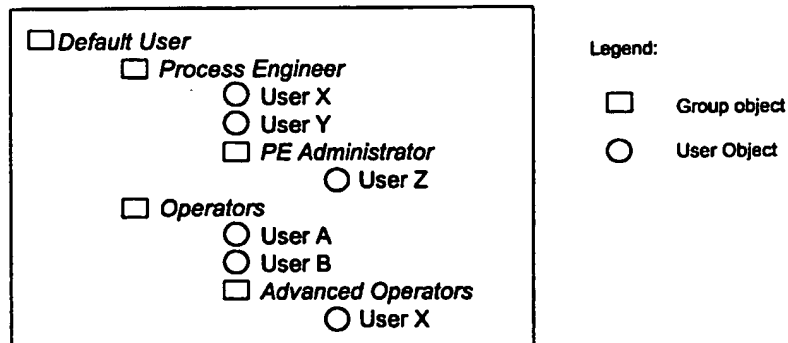 Default User
Process Engineer
User X
User Y
PE Administrator
User Z
Operators
User A
User B
Advanced Operators
User X
Legend:
Group object
User Object